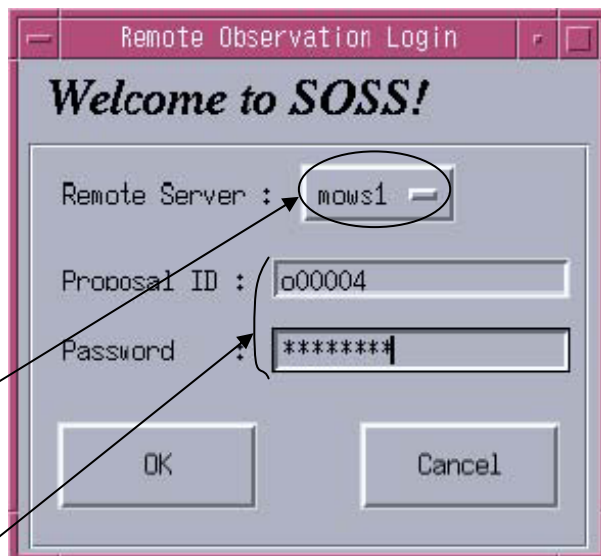 Remote Observation Login
Welcome to SOSS!
Remote Server : mows1
Proposal ID : o00004
Password : ********
OK Cancel